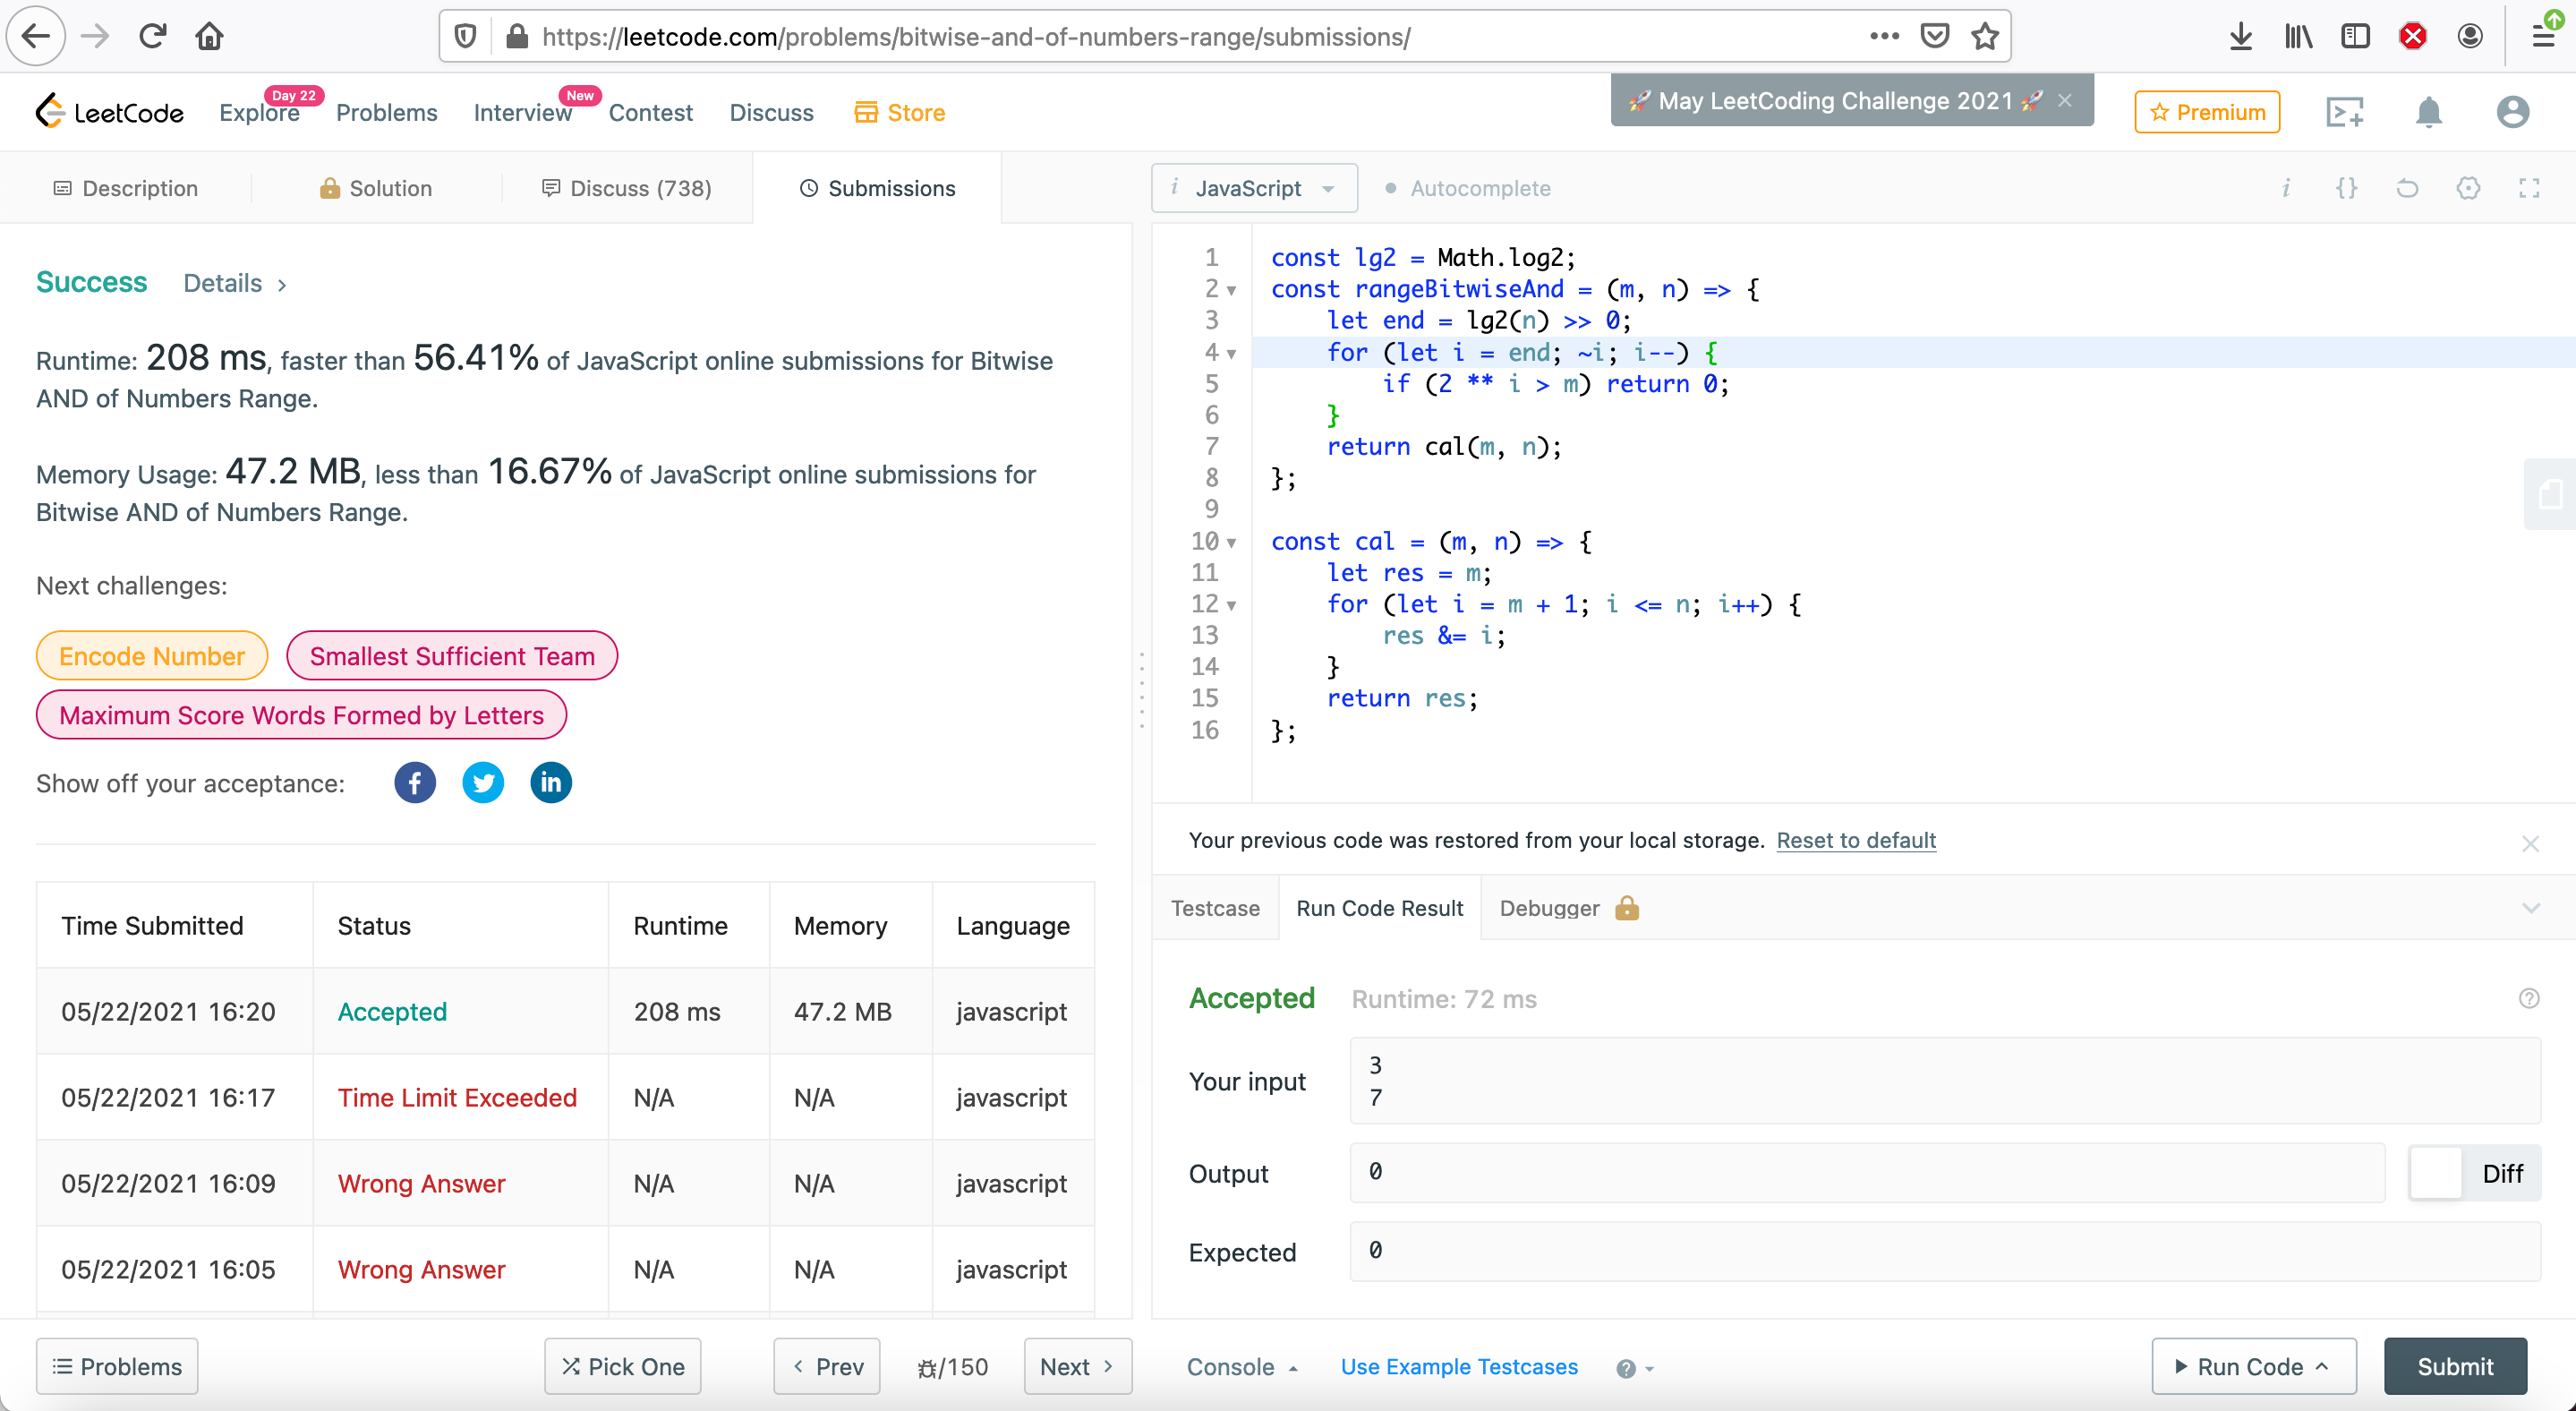 https://leetcode.com/problems/bitwise-and-of-numbers-range/submissions/
LeetCode
Explore
Day 22
Problems
Interview
New
Contest
Discuss
Store
🚀 May LeetCoding Challenge 2021 🚀
Premium
Description
Solution
Discuss (738)
Submissions
Success Details
Runtime: 208 ms, faster than 56.41% of JavaScript online submissions for Bitwise
AND of Numbers Range.
Memory Usage: 47.2 MB, less than 16.67% of JavaScript online submissions for
Bitwise AND of Numbers Range.
Next challenges:
Encode Number
Smallest Sufficient Team
Maximum Score Words Formed by Letters
Show off your acceptance:
Time Submitted Status Runtime Memory Language
05/22/2021 16:20 Accepted 208 ms 47.2 MB javascript
05/22/2021 16:17 Time Limit Exceeded N/A N/A javascript
05/22/2021 16:09 Wrong Answer N/A N/A javascript
05/22/2021 16:05 Wrong Answer N/A N/A javascript
Problems
Pick One
Prev
/150
Next
i JavaScript
Autocomplete
1 const lg2 = Math.log2;
2 const rangeBitwiseAnd = (m, n) => {
3     let end = lg2(n) >> 0;
4     for (let i = end; ~i; i--) {
5         if (2 ** i > m) return 0;
6     }
7     return cal(m, n);
8 };
9
10 const cal = (m, n) => {
11     let res = m;
12     for (let i = m + 1; i <= n; i++) {
13         res &= i;
14     }
15     return res;
16 };
Your previous code was restored from your local storage. Reset to default
Testcase
Run Code Result
Debugger
Accepted Runtime: 72 ms
Your input
3
7
Output
0
Diff
Expected
0
Console
Use Example Testcases
Run Code
Submit